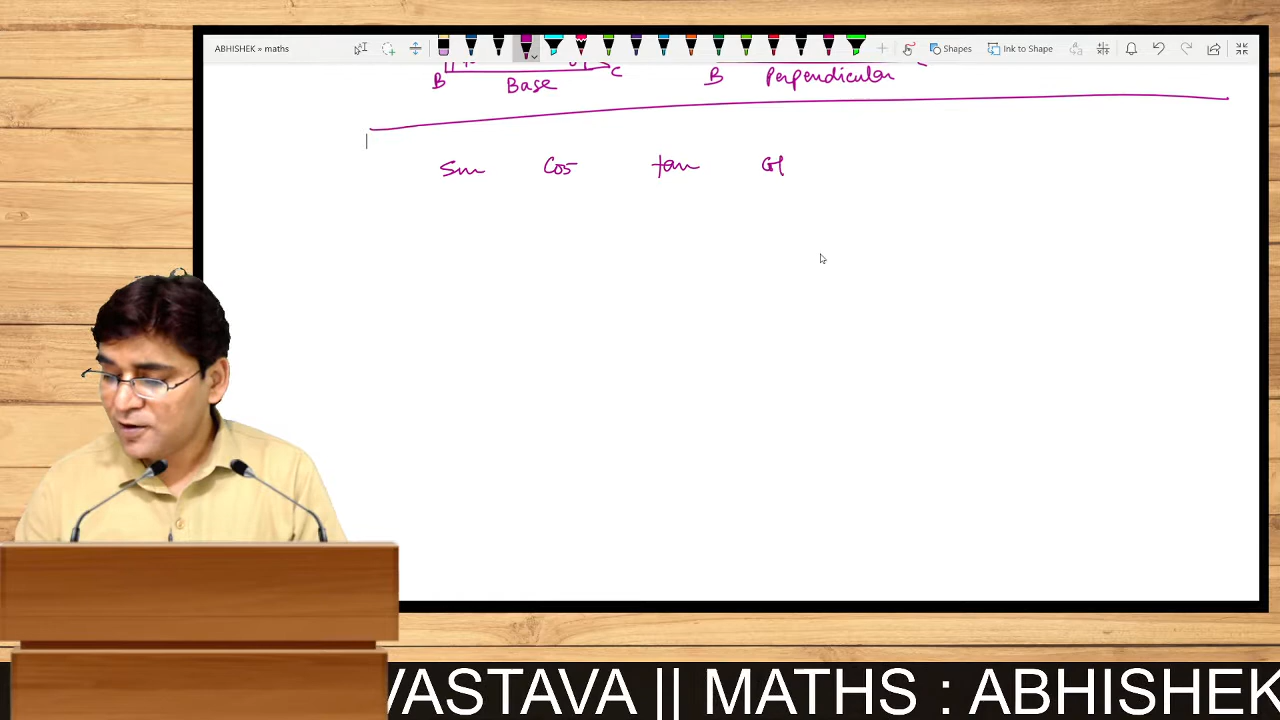 ABHISHEK » maths
Shapes
Ink to Shape
B
C
Base
B
Perpendicular
Sin Cos tan Cot
VASTAVA || MATHS : ABHISHEK